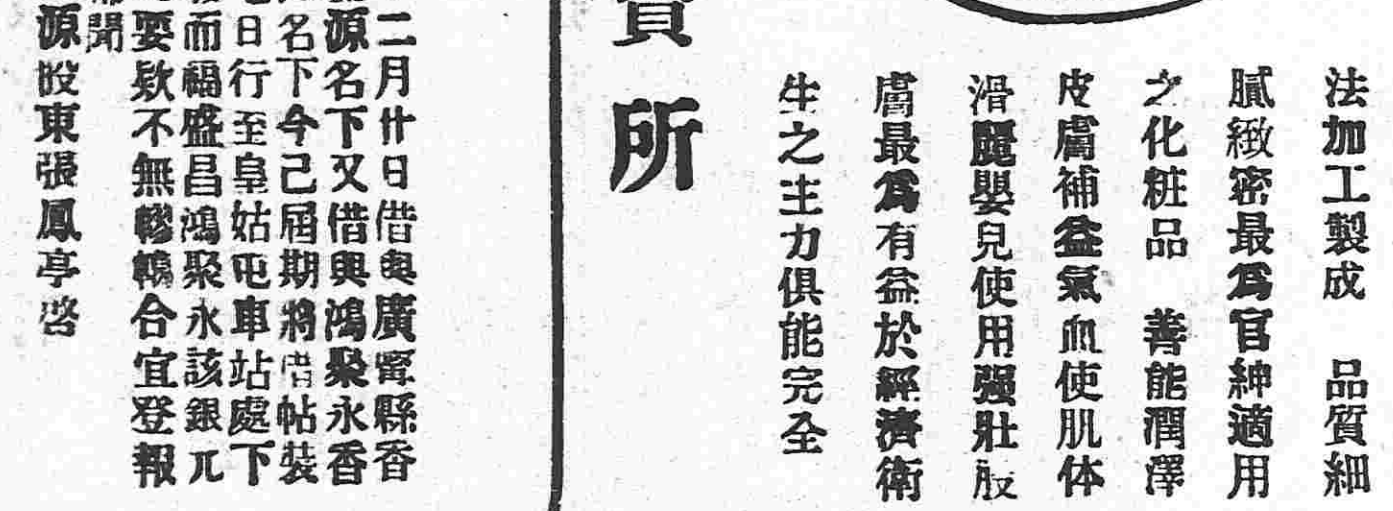 法加工製成　品質細
膩緻密最爲官紳適用
之化粧品　善能潤澤
皮膚補益氣血使肌体
滑麗嬰兒使用强壯肢
膚最爲有益於經濟衛
生之主力俱能完全
所
二月廿日借與廣寗縣香
源名下又借與鴻聚永香
名下今己屆期將借帖裝
日行至皇姑屯車站處下
而福盛昌鴻聚永該銀兀
要欵不無轇轕合宜登報
聞
源股東張鳳亭啓